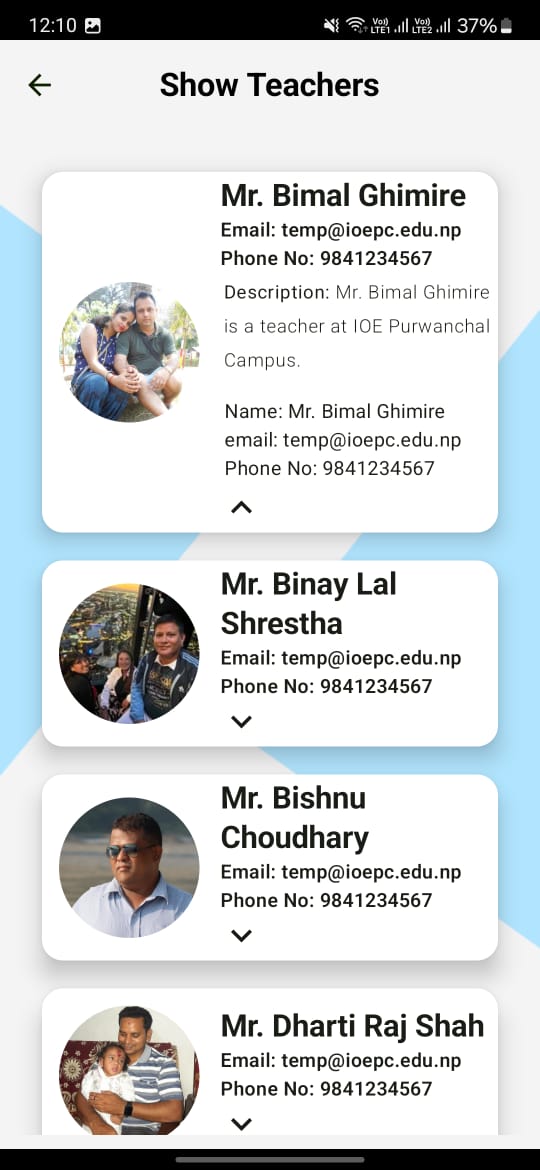 12:10 Vo)) LTE1 Vo)) LTE2 37%
Show Teachers
Mr. Bimal Ghimire
Email: temp@ioepc.edu.np
Phone No: 9841234567
Description: Mr. Bimal Ghimire
is a teacher at IOE Purwanchal
Campus.
Name: Mr. Bimal Ghimire
email: temp@ioepc.edu.np
Phone No: 9841234567
Mr. Binay Lal
Shrestha
Email: temp@ioepc.edu.np
Phone No: 9841234567
Mr. Bishnu
Choudhary
Email: temp@ioepc.edu.np
Phone No: 9841234567
Mr. Dharti Raj Shah
Email: temp@ioepc.edu.np
Phone No: 9841234567